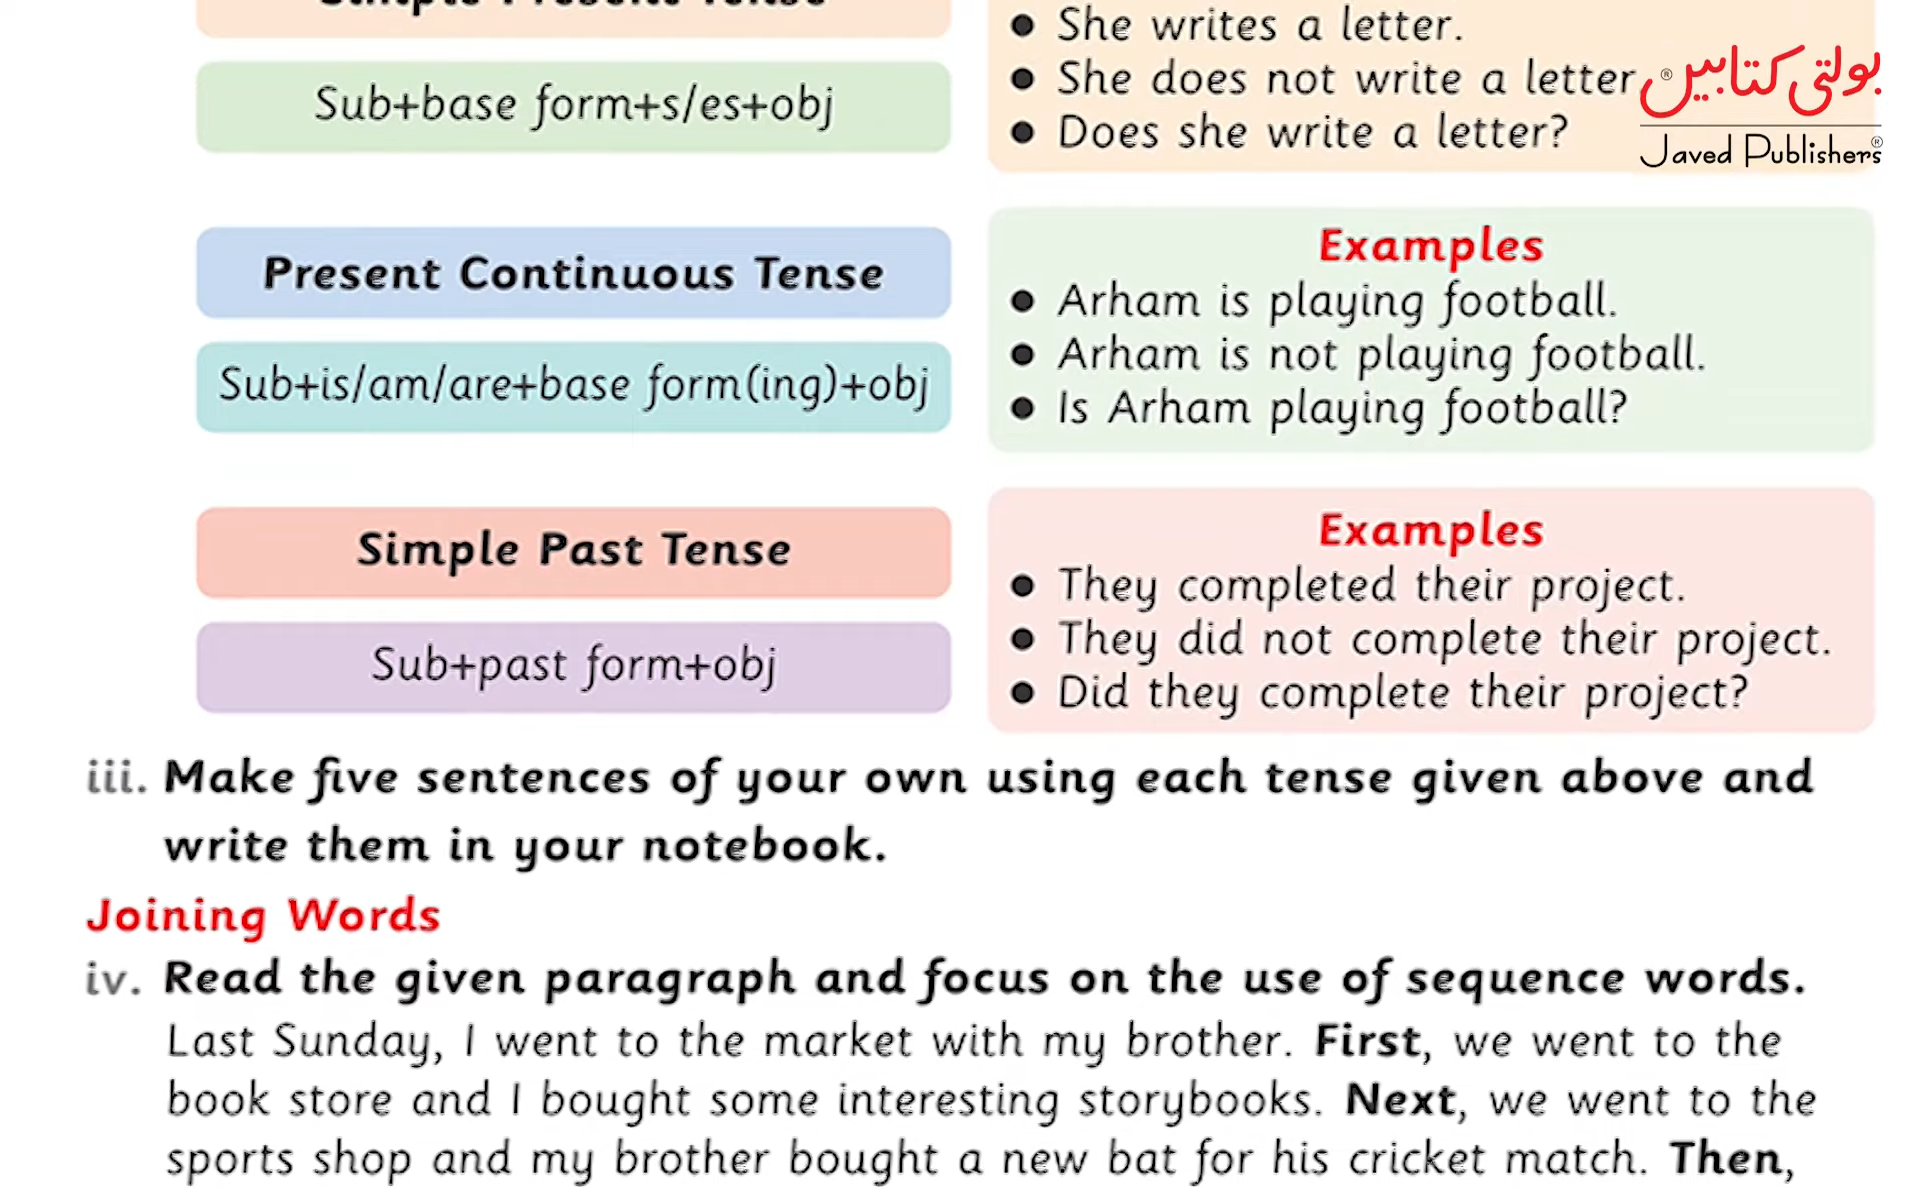 Simple Present Tense
Sub+base form+s/es+obj
● She writes a letter.
● She does not write a letter
● Does she write a letter?
بولتی کتابیں®
Javed Publishers®
Present Continuous Tense
Sub+is/am/are+base form(ing)+obj
Examples
● Arham is playing football.
● Arham is not playing football.
● Is Arham playing football?
Simple Past Tense
Sub+past form+obj
Examples
● They completed their project.
● They did not complete their project.
● Did they complete their project?
iii. Make five sentences of your own using each tense given above and
write them in your notebook.
Joining Words
iv. Read the given paragraph and focus on the use of sequence words.
Last Sunday, I went to the market with my brother. First, we went to the
book store and I bought some interesting storybooks. Next, we went to the
sports shop and my brother bought a new bat for his cricket match. Then,